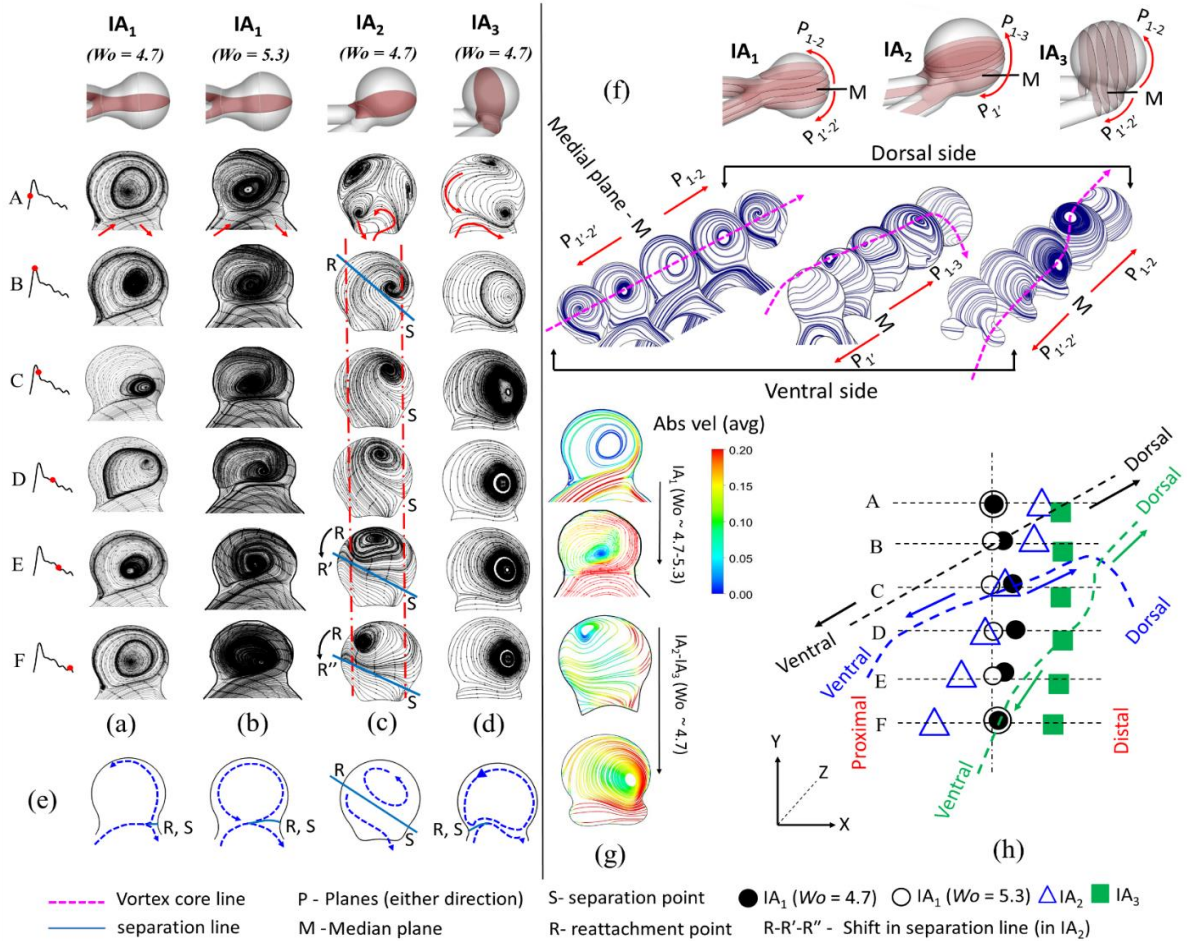 IA1 IA1 IA2 IA3
(Wo = 4.7) (Wo = 5.3) (Wo = 4.7) (Wo = 4.7)
A
B
R
S
C
S
D
S
E
R
R'
S
F
R
R''
S
(a) (b) (c) (d)
(e)
R, S
R, S
R
S
R, S
(f)
IA1
P1-2
M
P1'-2'
IA2
P1-3
M
P1'
IA3
P1-2
M
P1'-2'
Dorsal side
Medial plane - M
P1-2
P1'-2'
P1-3
M
P1'
P1-2
M
P1'-2'
Ventral side
Abs vel (avg)
0.20
0.15
0.10
0.05
0.00
IA1 (Wo ~ 4.7-5.3)
IA2-IA3 (Wo ~ 4.7)
(g)
A
B
C
D
E
F
Dorsal
Dorsal
Dorsal
Ventral
Ventral
Ventral
Proximal
Distal
Y
Z
X
(h)
Vortex core line
separation line
P - Planes (either direction)
M -Median plane
S- separation point
R- reattachment point
IA1 (Wo = 4.7) IA1 (Wo = 5.3) IA2 IA3
R-R'-R'' - Shift in separation line (in IA2)